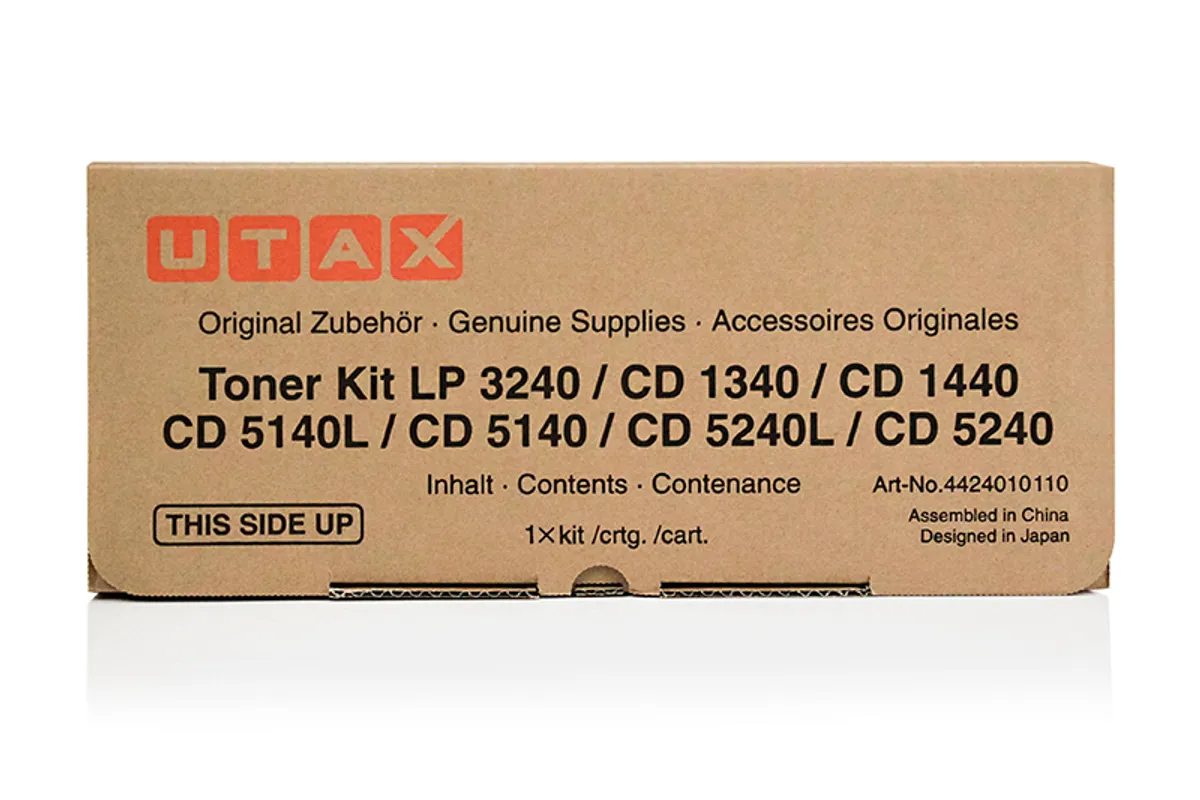 UTAX
Original Zubehör · Genuine Supplies · Accessoires Originales
Toner Kit LP 3240 / CD 1340 / CD 1440
CD 5140L / CD 5140 / CD 5240L / CD 5240
Inhalt · Contents · Contenance
Art-No.4424010110
THIS SIDE UP
1×kit /crtg. /cart.
Assembled in China
Designed in Japan